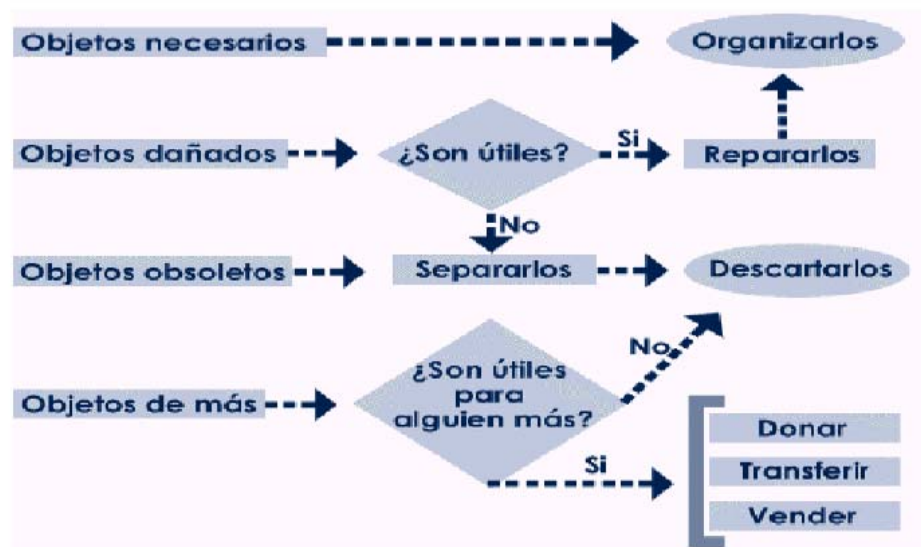 Objetos necesarios
Organizarlos
Objetos dañados
¿Son útiles?
Si
Repararlos
No
Objetos obsoletos
Separarlos
Descartarlos
Objetos de más
¿Son útiles
para
alguien más?
No
Si
Donar
Transferir
Vender